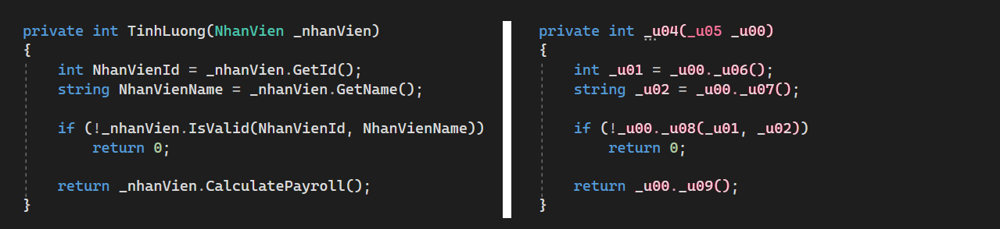 private int TinhLuong(NhanVien _nhanVien)
{
int NhanVienId = _nhanVien.GetId();
string NhanVienName = _nhanVien.GetName();
if (!_nhanVien.IsValid(NhanVienId, NhanVienName))
return 0;
return _nhanVien.CalculatePayroll();
}
private int _u04(_u05 _u00)
{
int _u01 = _u00._u06();
string _u02 = _u00._u07();
if (!_u00._u08(_u01, _u02))
return 0;
return _u00._u09();
}